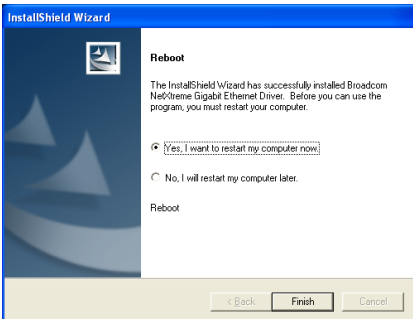 InstallShield Wizard
Reboot
The InstallShield Wizard has successfully installed Broadcom
NetXtreme Gigabit Ethernet Driver. Before you can use the
program, you must restart your computer.
Yes, I want to restart my computer now.
No, I will restart my computer later.
Reboot
< Back Finish Cancel